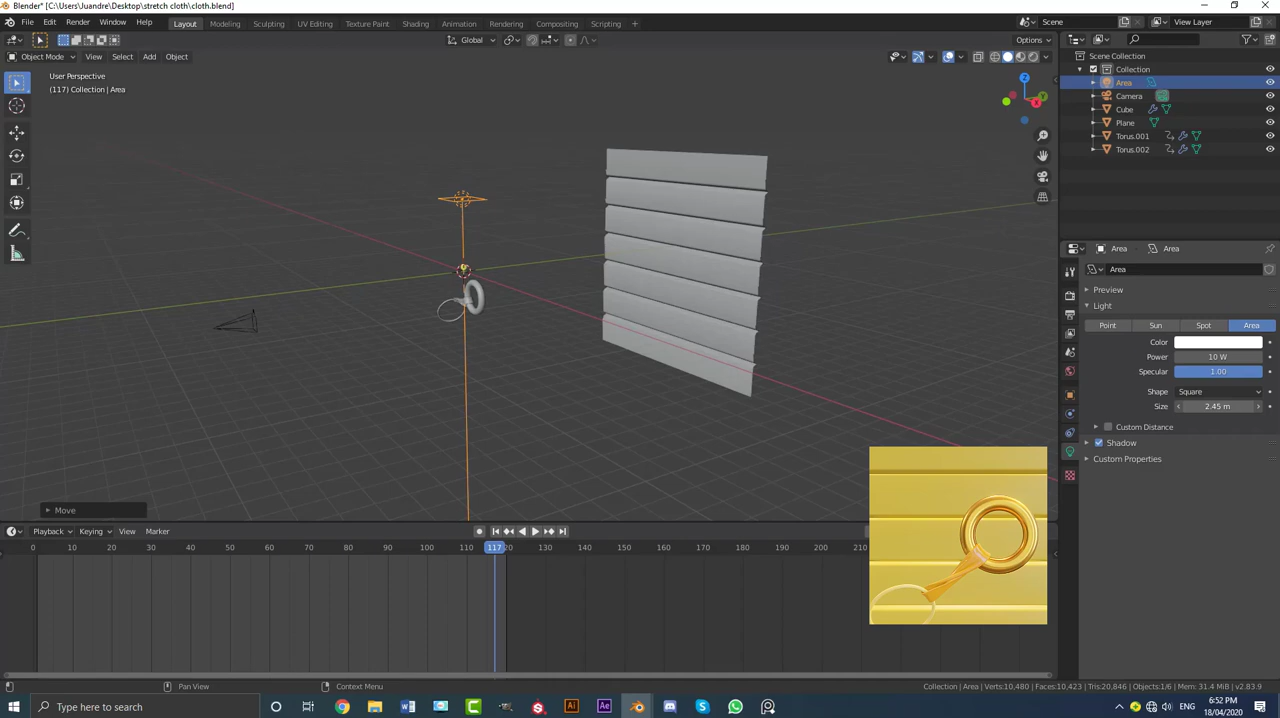 Blender* [C:\Users\Juandre\Desktop\stretch cloth\cloth.blend]
File Edit Render Window Help Layout Modeling Sculpting UV Editing Texture Paint Shading Animation Rendering Compositing Scripting + Scene View Layer
Global Options
Object Mode View Select Add Object
User Perspective
(117) Collection | Area
Z
Y
X
Move
Scene Collection
Collection
Area
Camera
Cube
Plane
Torus.001
Torus.002
Area Area
Area
Preview
Light
Point Sun Spot Area
Color
Power 10 W
Specular 1.00
Shape Square
Size 2.45 m
Custom Distance
Shadow
Custom Properties
Playback Keying View Marker
0 10 20 30 40 50 60 70 80 90 100 110 117 120 130 140 150 160 170 180 190 200 210
Pan View Context Menu Collection | Area | Verts:10,480 | Faces:10,423 | Tris:20,846 | Objects:1/6 | Mem: 31.4 MiB | v2.83.9
Type here to search
6:52 PM
18/04/2020